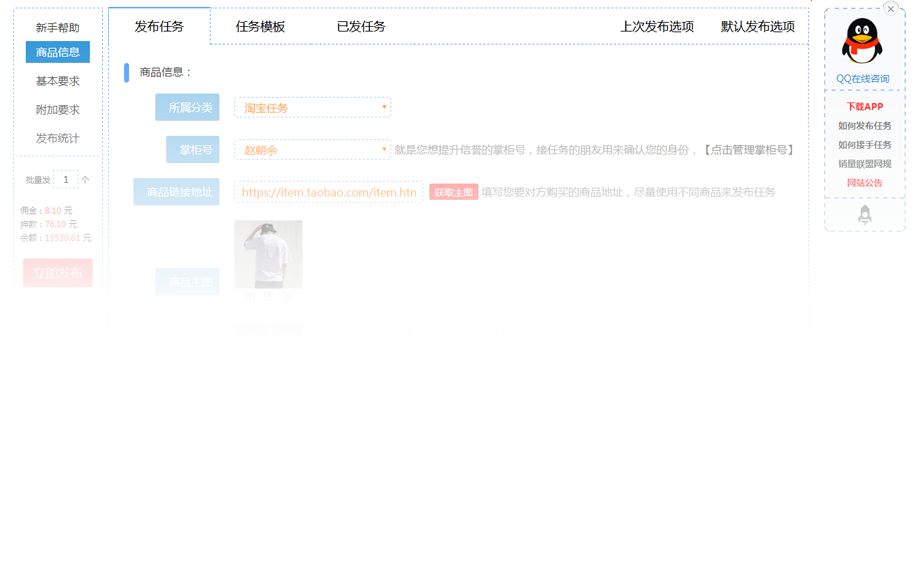 新手帮助
商品信息
基本要求
附加要求
发布统计
批量发 1 个
佣金：8.10 元
押款：76.10 元
余额：13530.61 元
立即发布
发布任务 任务模板 已发任务 上次发布选项 默认发布选项
商品信息：
所属分类 淘宝任务
掌柜号 赵朝余 就是您想提升信誉的掌柜号，接任务的朋友用来确认您的身份，【点击管理掌柜号】
商品链接地址 https://item.taobao.com/item.htn 获取主图 填写您要对方购买的商品地址，尽量使用不同商品来发布任务
商品主图
QQ在线咨询
下载APP
如何发布任务
如何接手任务
销量联盟网规
网站公告